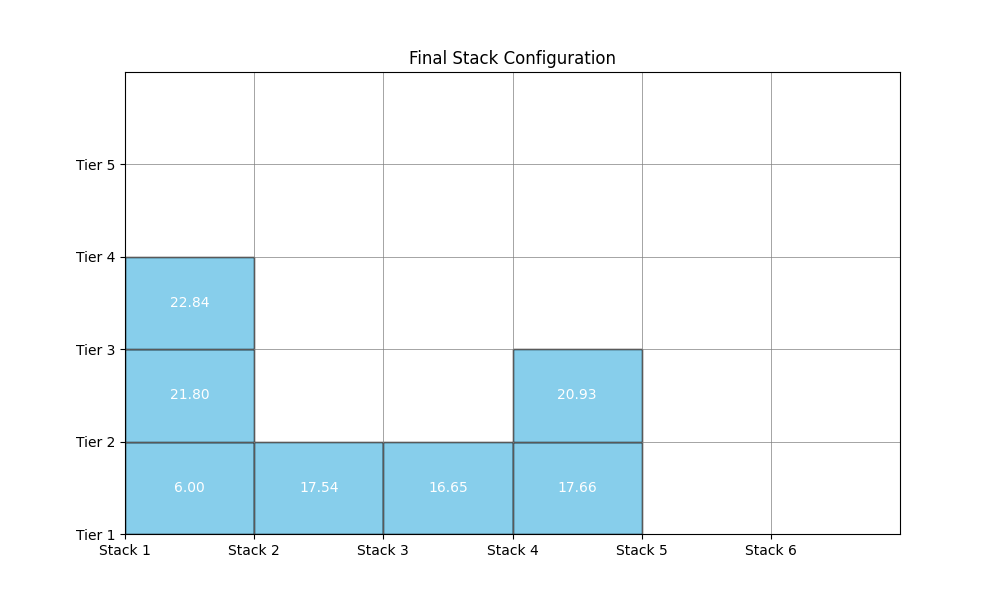 Final Stack Configuration
Tier 5
Tier 4
22.84
Tier 3
21.80 20.93
Tier 2
6.00 17.54 16.65 17.66
Tier 1
Stack 1 Stack 2 Stack 3 Stack 4 Stack 5 Stack 6